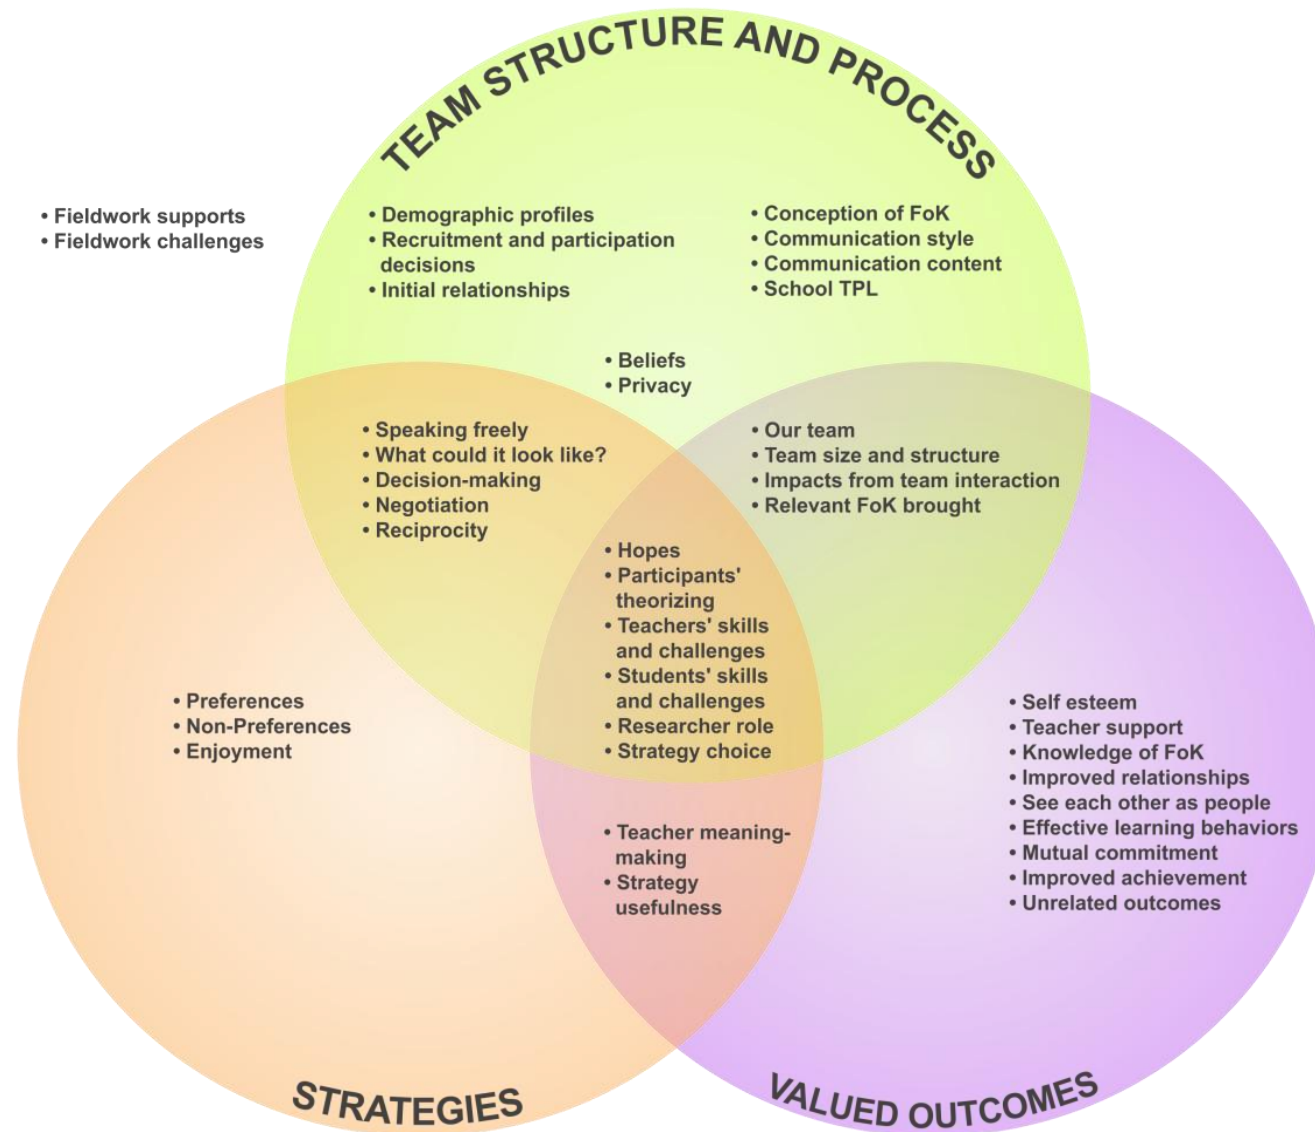 TEAM STRUCTURE AND PROCESS
• Fieldwork supports
• Fieldwork challenges
• Demographic profiles
• Recruitment and participation
decisions
• Initial relationships
• Conception of FoK
• Communication style
• Communication content
• School TPL
• Beliefs
• Privacy
• Speaking freely
• What could it look like?
• Decision-making
• Negotiation
• Reciprocity
• Our team
• Team size and structure
• Impacts from team interaction
• Relevant FoK brought
• Hopes
• Participants'
theorizing
• Teachers' skills
and challenges
• Students' skills
and challenges
• Researcher role
• Strategy choice
• Preferences
• Non-Preferences
• Enjoyment
• Self esteem
• Teacher support
• Knowledge of FoK
• Improved relationships
• See each other as people
• Effective learning behaviors
• Mutual commitment
• Improved achievement
• Unrelated outcomes
• Teacher meaning-
making
• Strategy
usefulness
STRATEGIES
VALUED OUTCOMES